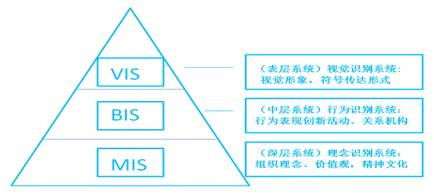 VIS
（表层系统）视觉识别系统：
视觉形象，符号传达形式
BIS
（中层系统）行为识别系统：
行为表现创新活动、关系机构
MIS
（深层系统）理念识别系统：
组织理念、价值观，精神文化